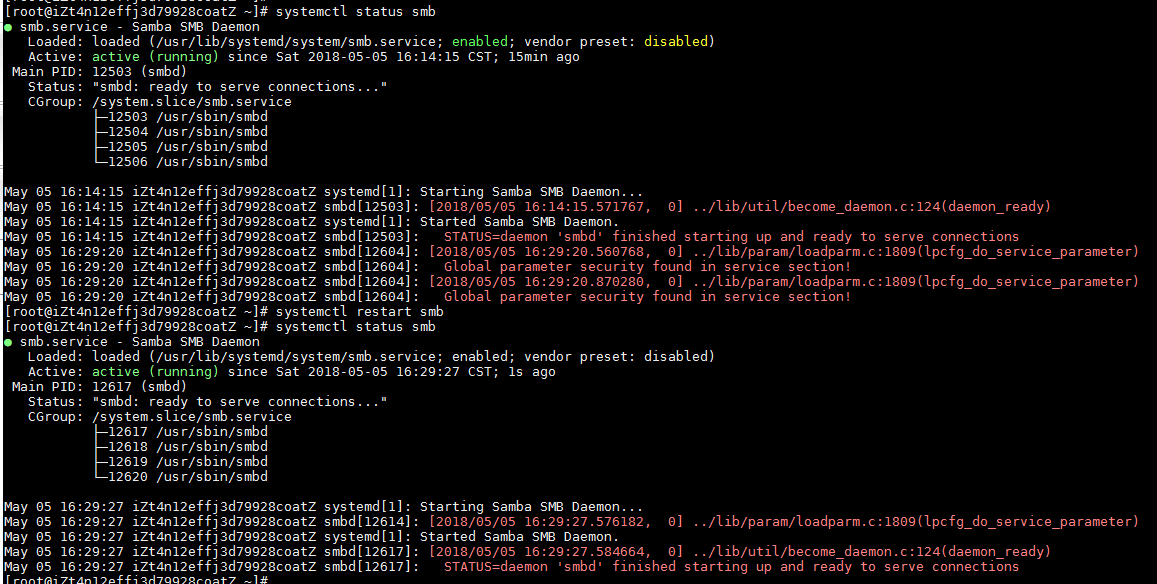 [root@iZt4n12effj3d79928coatZ ~]# systemctl status smb
● smb.service - Samba SMB Daemon
   Loaded: loaded (/usr/lib/systemd/system/smb.service; enabled; vendor preset: disabled)
   Active: active (running) since Sat 2018-05-05 16:14:15 CST; 15min ago
 Main PID: 12503 (smbd)
   Status: "smbd: ready to serve connections..."
   CGroup: /system.slice/smb.service
           ├─12503 /usr/sbin/smbd
           ├─12504 /usr/sbin/smbd
           ├─12505 /usr/sbin/smbd
           └─12506 /usr/sbin/smbd

May 05 16:14:15 iZt4n12effj3d79928coatZ systemd[1]: Starting Samba SMB Daemon...
May 05 16:14:15 iZt4n12effj3d79928coatZ smbd[12503]: [2018/05/05 16:14:15.571767,  0] ../lib/util/become_daemon.c:124(daemon_ready)
May 05 16:14:15 iZt4n12effj3d79928coatZ systemd[1]: Started Samba SMB Daemon.
May 05 16:14:15 iZt4n12effj3d79928coatZ smbd[12503]:   STATUS=daemon 'smbd' finished starting up and ready to serve connections
May 05 16:29:20 iZt4n12effj3d79928coatZ smbd[12604]: [2018/05/05 16:29:20.560768,  0] ../lib/param/loadparm.c:1809(lpcfg_do_service_parameter)
May 05 16:29:20 iZt4n12effj3d79928coatZ smbd[12604]:   Global parameter security found in service section!
May 05 16:29:20 iZt4n12effj3d79928coatZ smbd[12604]: [2018/05/05 16:29:20.870280,  0] ../lib/param/loadparm.c:1809(lpcfg_do_service_parameter)
May 05 16:29:20 iZt4n12effj3d79928coatZ smbd[12604]:   Global parameter security found in service section!
[root@iZt4n12effj3d79928coatZ ~]# systemctl restart smb
[root@iZt4n12effj3d79928coatZ ~]# systemctl status smb
● smb.service - Samba SMB Daemon
   Loaded: loaded (/usr/lib/systemd/system/smb.service; enabled; vendor preset: disabled)
   Active: active (running) since Sat 2018-05-05 16:29:27 CST; 1s ago
 Main PID: 12617 (smbd)
   Status: "smbd: ready to serve connections..."
   CGroup: /system.slice/smb.service
           ├─12617 /usr/sbin/smbd
           ├─12618 /usr/sbin/smbd
           ├─12619 /usr/sbin/smbd
           └─12620 /usr/sbin/smbd

May 05 16:29:27 iZt4n12effj3d79928coatZ systemd[1]: Starting Samba SMB Daemon...
May 05 16:29:27 iZt4n12effj3d79928coatZ smbd[12614]: [2018/05/05 16:29:27.576182,  0] ../lib/param/loadparm.c:1809(lpcfg_do_service_parameter)
May 05 16:29:27 iZt4n12effj3d79928coatZ systemd[1]: Started Samba SMB Daemon.
May 05 16:29:27 iZt4n12effj3d79928coatZ smbd[12617]: [2018/05/05 16:29:27.584664,  0] ../lib/util/become_daemon.c:124(daemon_ready)
May 05 16:29:27 iZt4n12effj3d79928coatZ smbd[12617]:   STATUS=daemon 'smbd' finished starting up and ready to serve connections
[root@iZt4n12effj3d79928coatZ ~]#